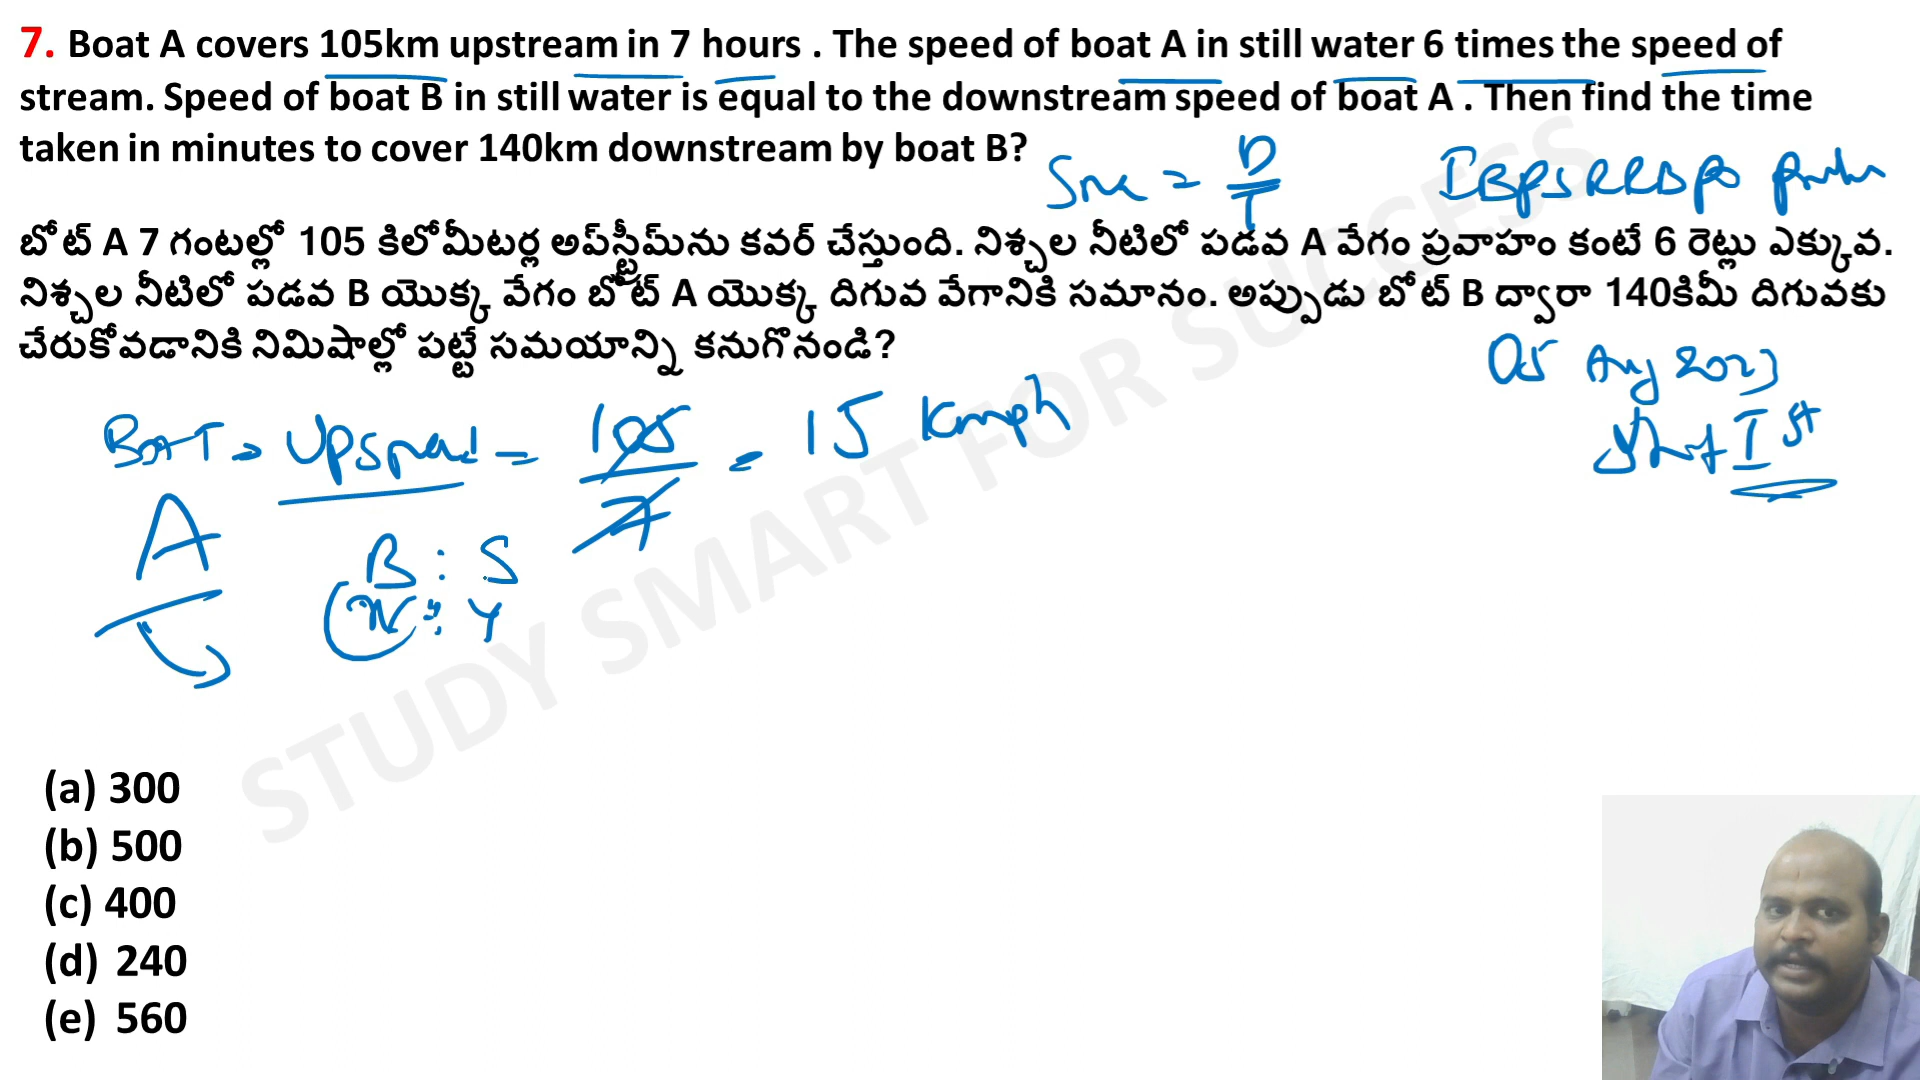 7. Boat A covers 105km upstream in 7 hours . The speed of boat A in still water 6 times the speed of
stream. Speed of boat B in still water is equal to the downstream speed of boat A . Then find the time
taken in minutes to cover 140km downstream by boat B?
బోట్ A 7 గంటల్లో 105 కిలోమీటర్ల అప్‌స్ట్రీమ్‌ను కవర్ చేస్తుంది. నిశ్చల నీటిలో పడవ A వేగం ప్రవాహం కంటే 6 రెట్లు ఎక్కువ.
నిశ్చల నీటిలో పడవ B యొక్క వేగం బోట్ A యొక్క దిగువ వేగానికి సమానం. అప్పుడు బోట్ B ద్వారా 140కిమీ దిగువకు
చేరుకోవడానికి నిమిషాల్లో పట్టే సమయాన్ని కనుగొనండి?
= D/T
IBPS RRB PO
05 Aug 2023
Shift I st
BOAT A = = 105/7 = 15 Kmph
B : S
: Y
(a) 300
(b) 500
(c) 400
(d) 240
(e) 560
STUDY SMART FOR SUCCESS